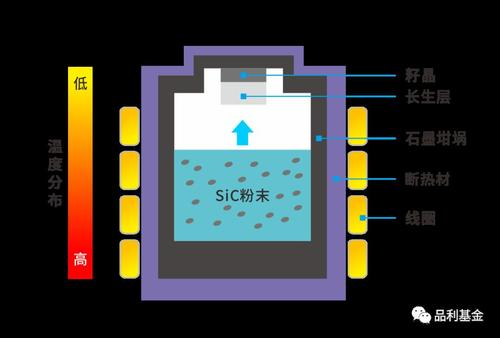 籽晶
低
长生层
石墨坩埚
温度分布
断热材
SiC粉末
线圈
高
品利基金